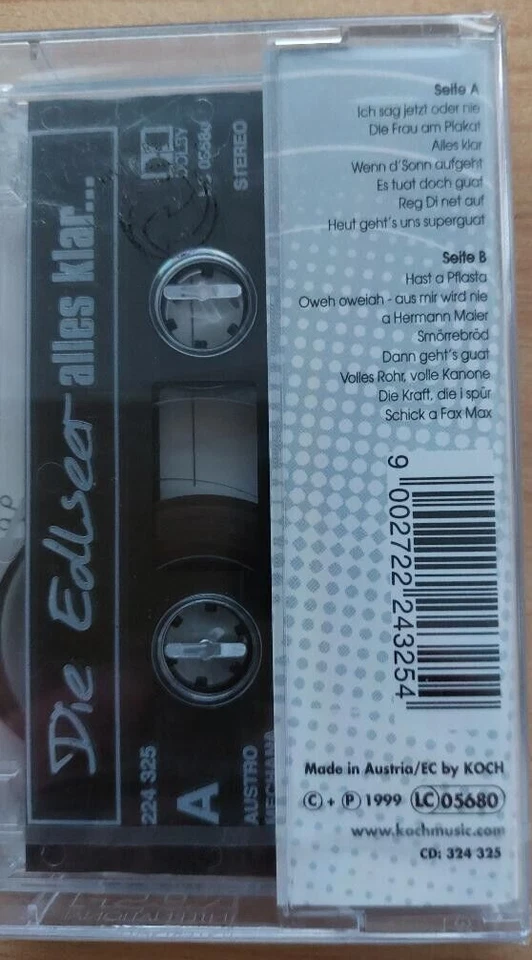 Die Edlseer alles klar...
DOLBY
LC 05680
STEREO
224 325
A
AUSTRO
MECHANA
Seite A
Ich sag jetzt oder nie
Die Frau am Plakat
Alles klar
Wenn d'Sonn aufgeht
Es tuat doch guat
Reg Di net auf
Heut geht's uns superguat
Seite B
Hast a Pflasta
Oweh oweiah - aus mir wird nie
a Hermann Maier
Smörrebröd
Dann geht's guat
Volles Rohr, volle Kanone
Die Kraft, die i spür
Schick a Fax Max
9 002722 243254
Made in Austria/EC by KOCH
C + P 1999 LC 05680
www.kochmusic.com
CD: 324 325